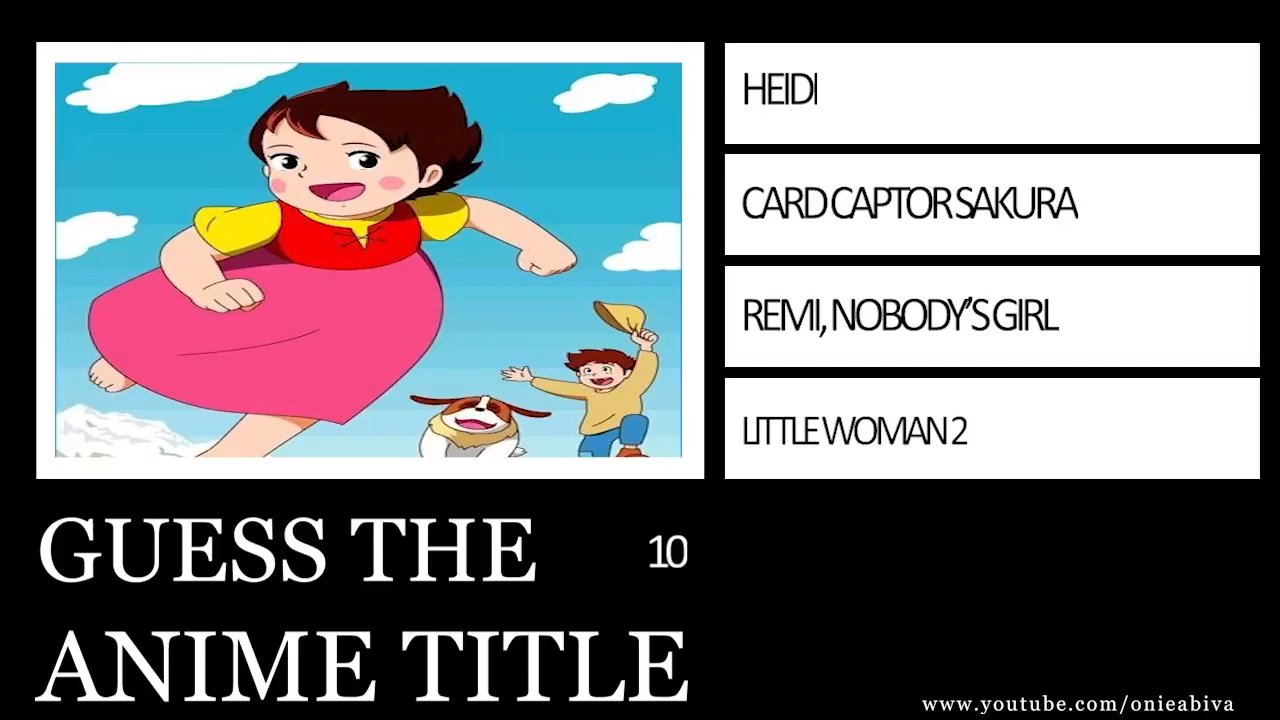 HEIDI
CARD CAPTOR SAKURA
REMI, NOBODY'S GIRL
LITTLE WOMAN 2
GUESS THE
10
ANIME TITLE
www.youtube.com/onieabiva